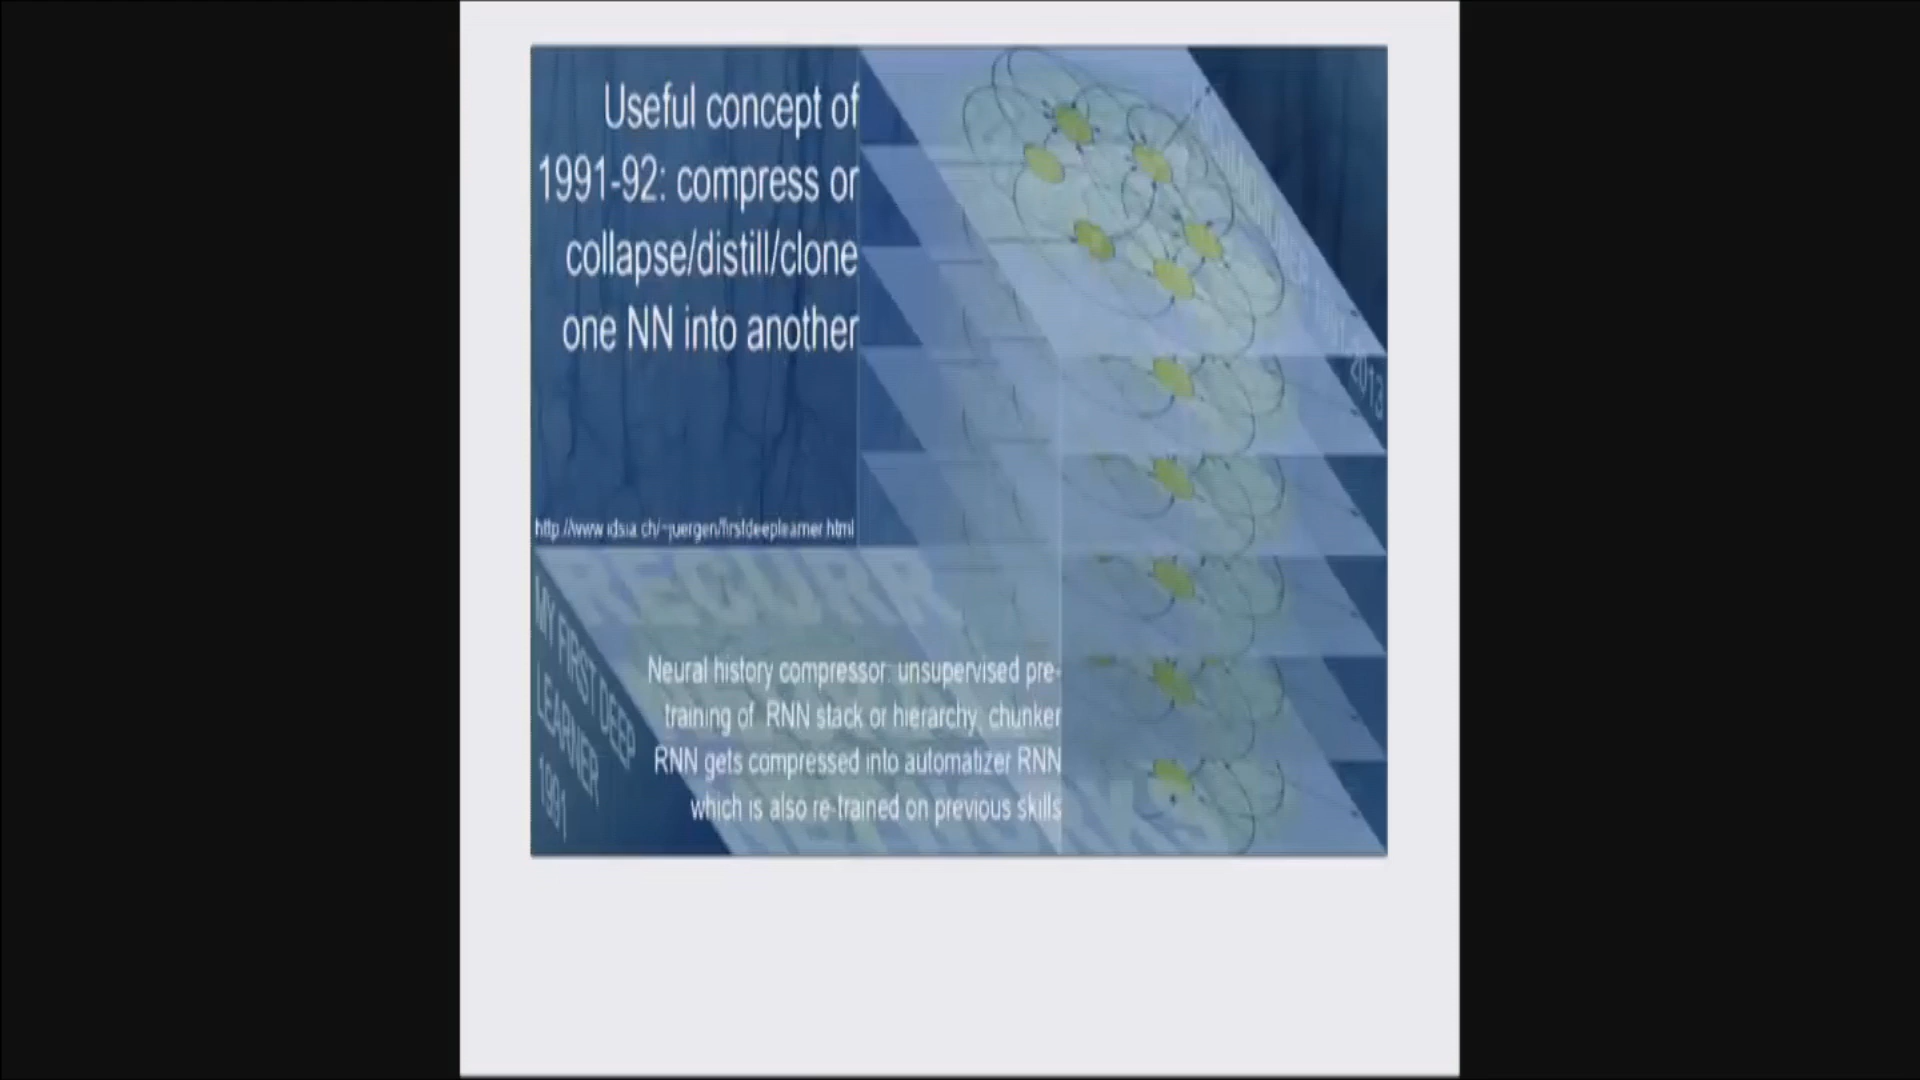 Useful concept of
1991-92: compress or
collapse/distill/clone
one NN into another
http://www.idsia.ch/~juergen/firstdeeplearner.html
RECURR
MY FIRST DEEP
LEARNER
1991
Neural history compressor: unsupervised pre-
training of RNN stack or hierarchy: chunker
RNN gets compressed into automatizer RNN
which is also re-trained on previous skills
2013